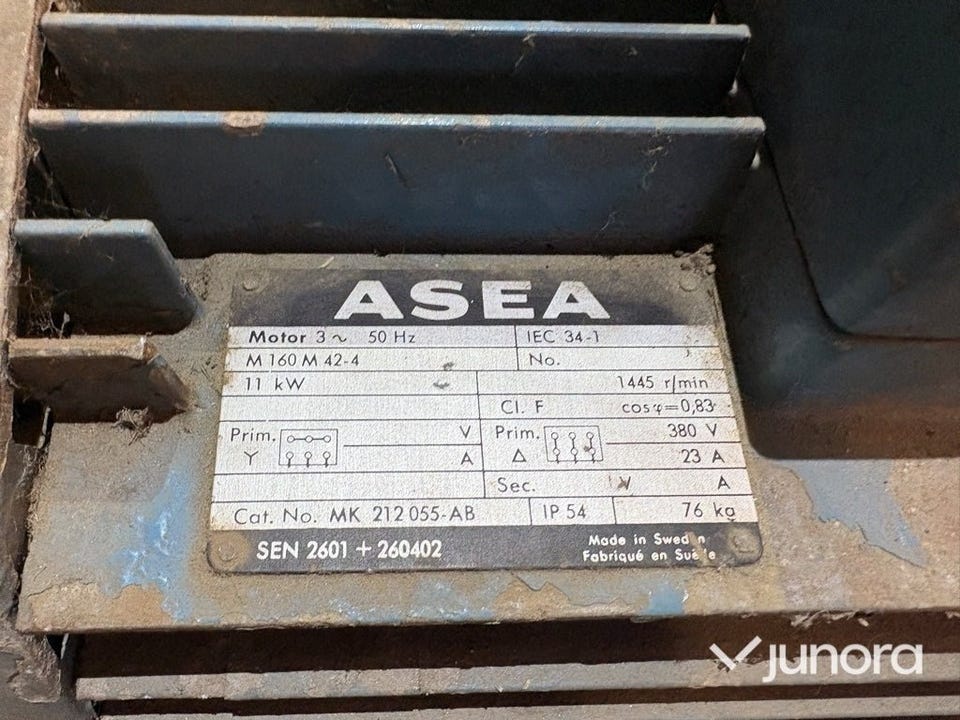 ASEA
Motor 3~ 50 Hz IEC 34-1
M 160 M 42-4 No.
11 kW 1445 r/min
Cl. F cosφ=0,83
Prim. V Prim. 380 V
Y A Δ 23 A
Sec. V A
Cat. No. MK 212 055-AB IP 54 76 kg
SEN 2601 + 260402 Made in Sweden
Fabriqué en Suède
junora